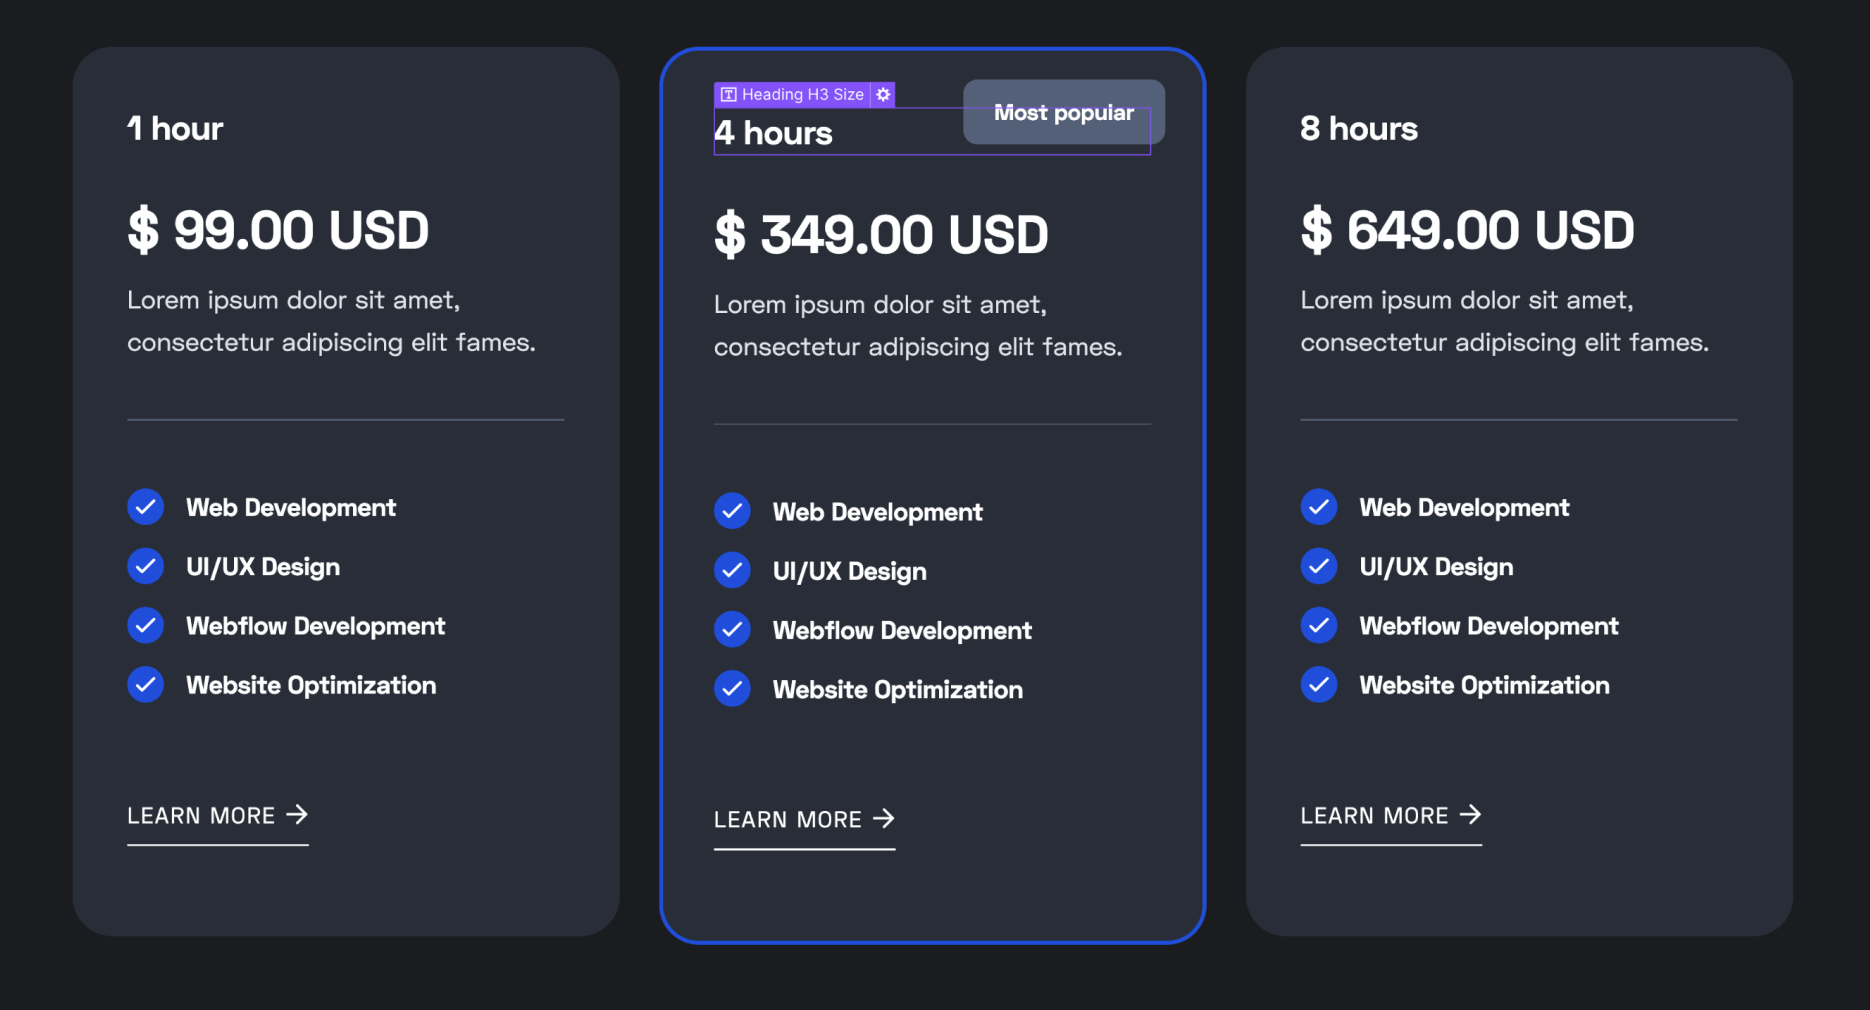 1 hour
$ 99.00 USD
Lorem ipsum dolor sit amet,
consectetur adipiscing elit fames.
Web Development
UI/UX Design
Webflow Development
Website Optimization
LEARN MORE →
Heading H3 Size
Most popular
4 hours
$ 349.00 USD
Lorem ipsum dolor sit amet,
consectetur adipiscing elit fames.
Web Development
UI/UX Design
Webflow Development
Website Optimization
LEARN MORE →
8 hours
$ 649.00 USD
Lorem ipsum dolor sit amet,
consectetur adipiscing elit fames.
Web Development
UI/UX Design
Webflow Development
Website Optimization
LEARN MORE →